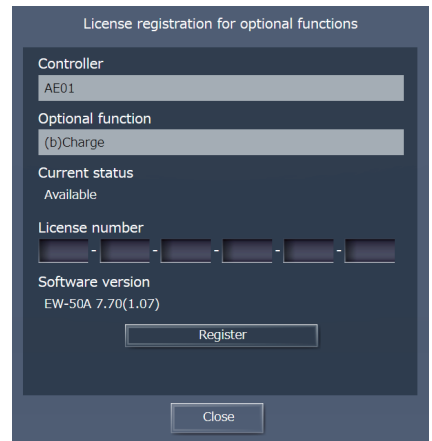 License registration for optional functions
Controller
AE01
Optional function
(b)Charge
Current status
Available
License number
- - - - -
Software version
EW-50A 7.70(1.07)
Register
Close